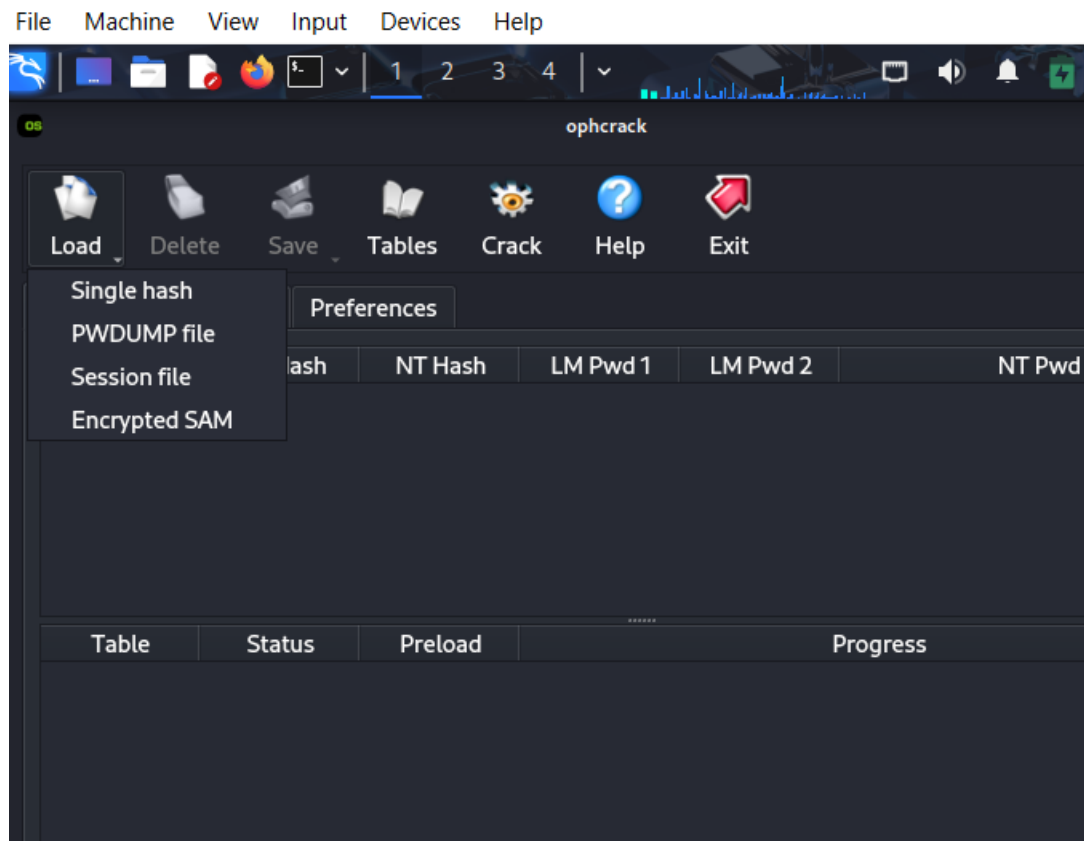 File Machine View Input Devices Help
$_ 1 2 3 4
OS ophcrack
Load Delete Save Tables Crack Help Exit
Single hash
Preferences
PWDUMP file
Session file
Encrypted SAM
Hash NT Hash LM Pwd 1 LM Pwd 2 NT Pwd
Table Status Preload Progress